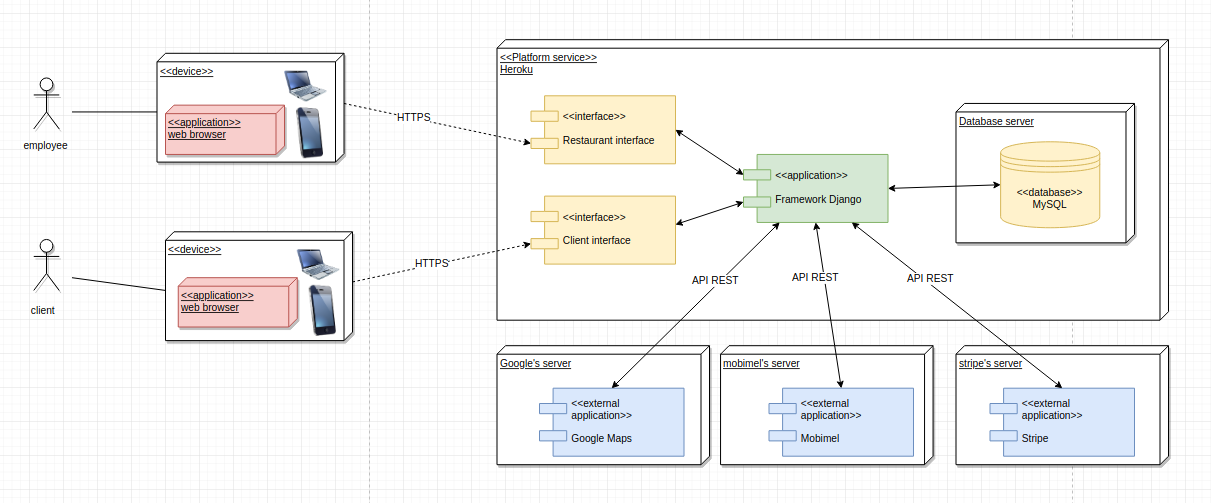 <<device>>
<<application>>
web browser
employee
HTTPS
<<Platform service>>
Heroku
<<interface>>
Restaurant interface
<<application>>
Framework Django
Database server
<<database>>
MySQL
<<device>>
<<application>>
web browser
client
HTTPS
<<interface>>
Client interface
API REST
API REST
API REST
Google's server
<<external
application>>
Google Maps
mobimel's server
<<external
application>>
Mobimel
stripe's server
<<external
application>>
Stripe